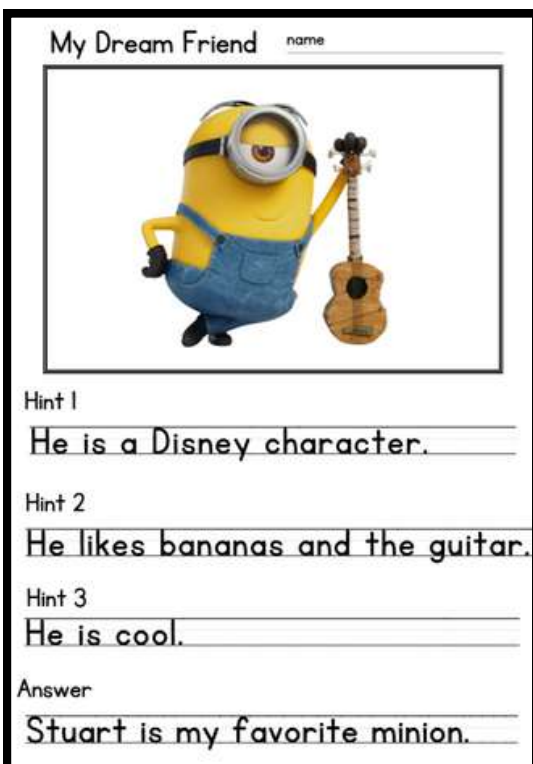 My Dream Friend name
Hint 1
He is a Disney character.
Hint 2
He likes bananas and the guitar.
Hint 3
He is cool.
Answer
Stuart is my favorite minion.